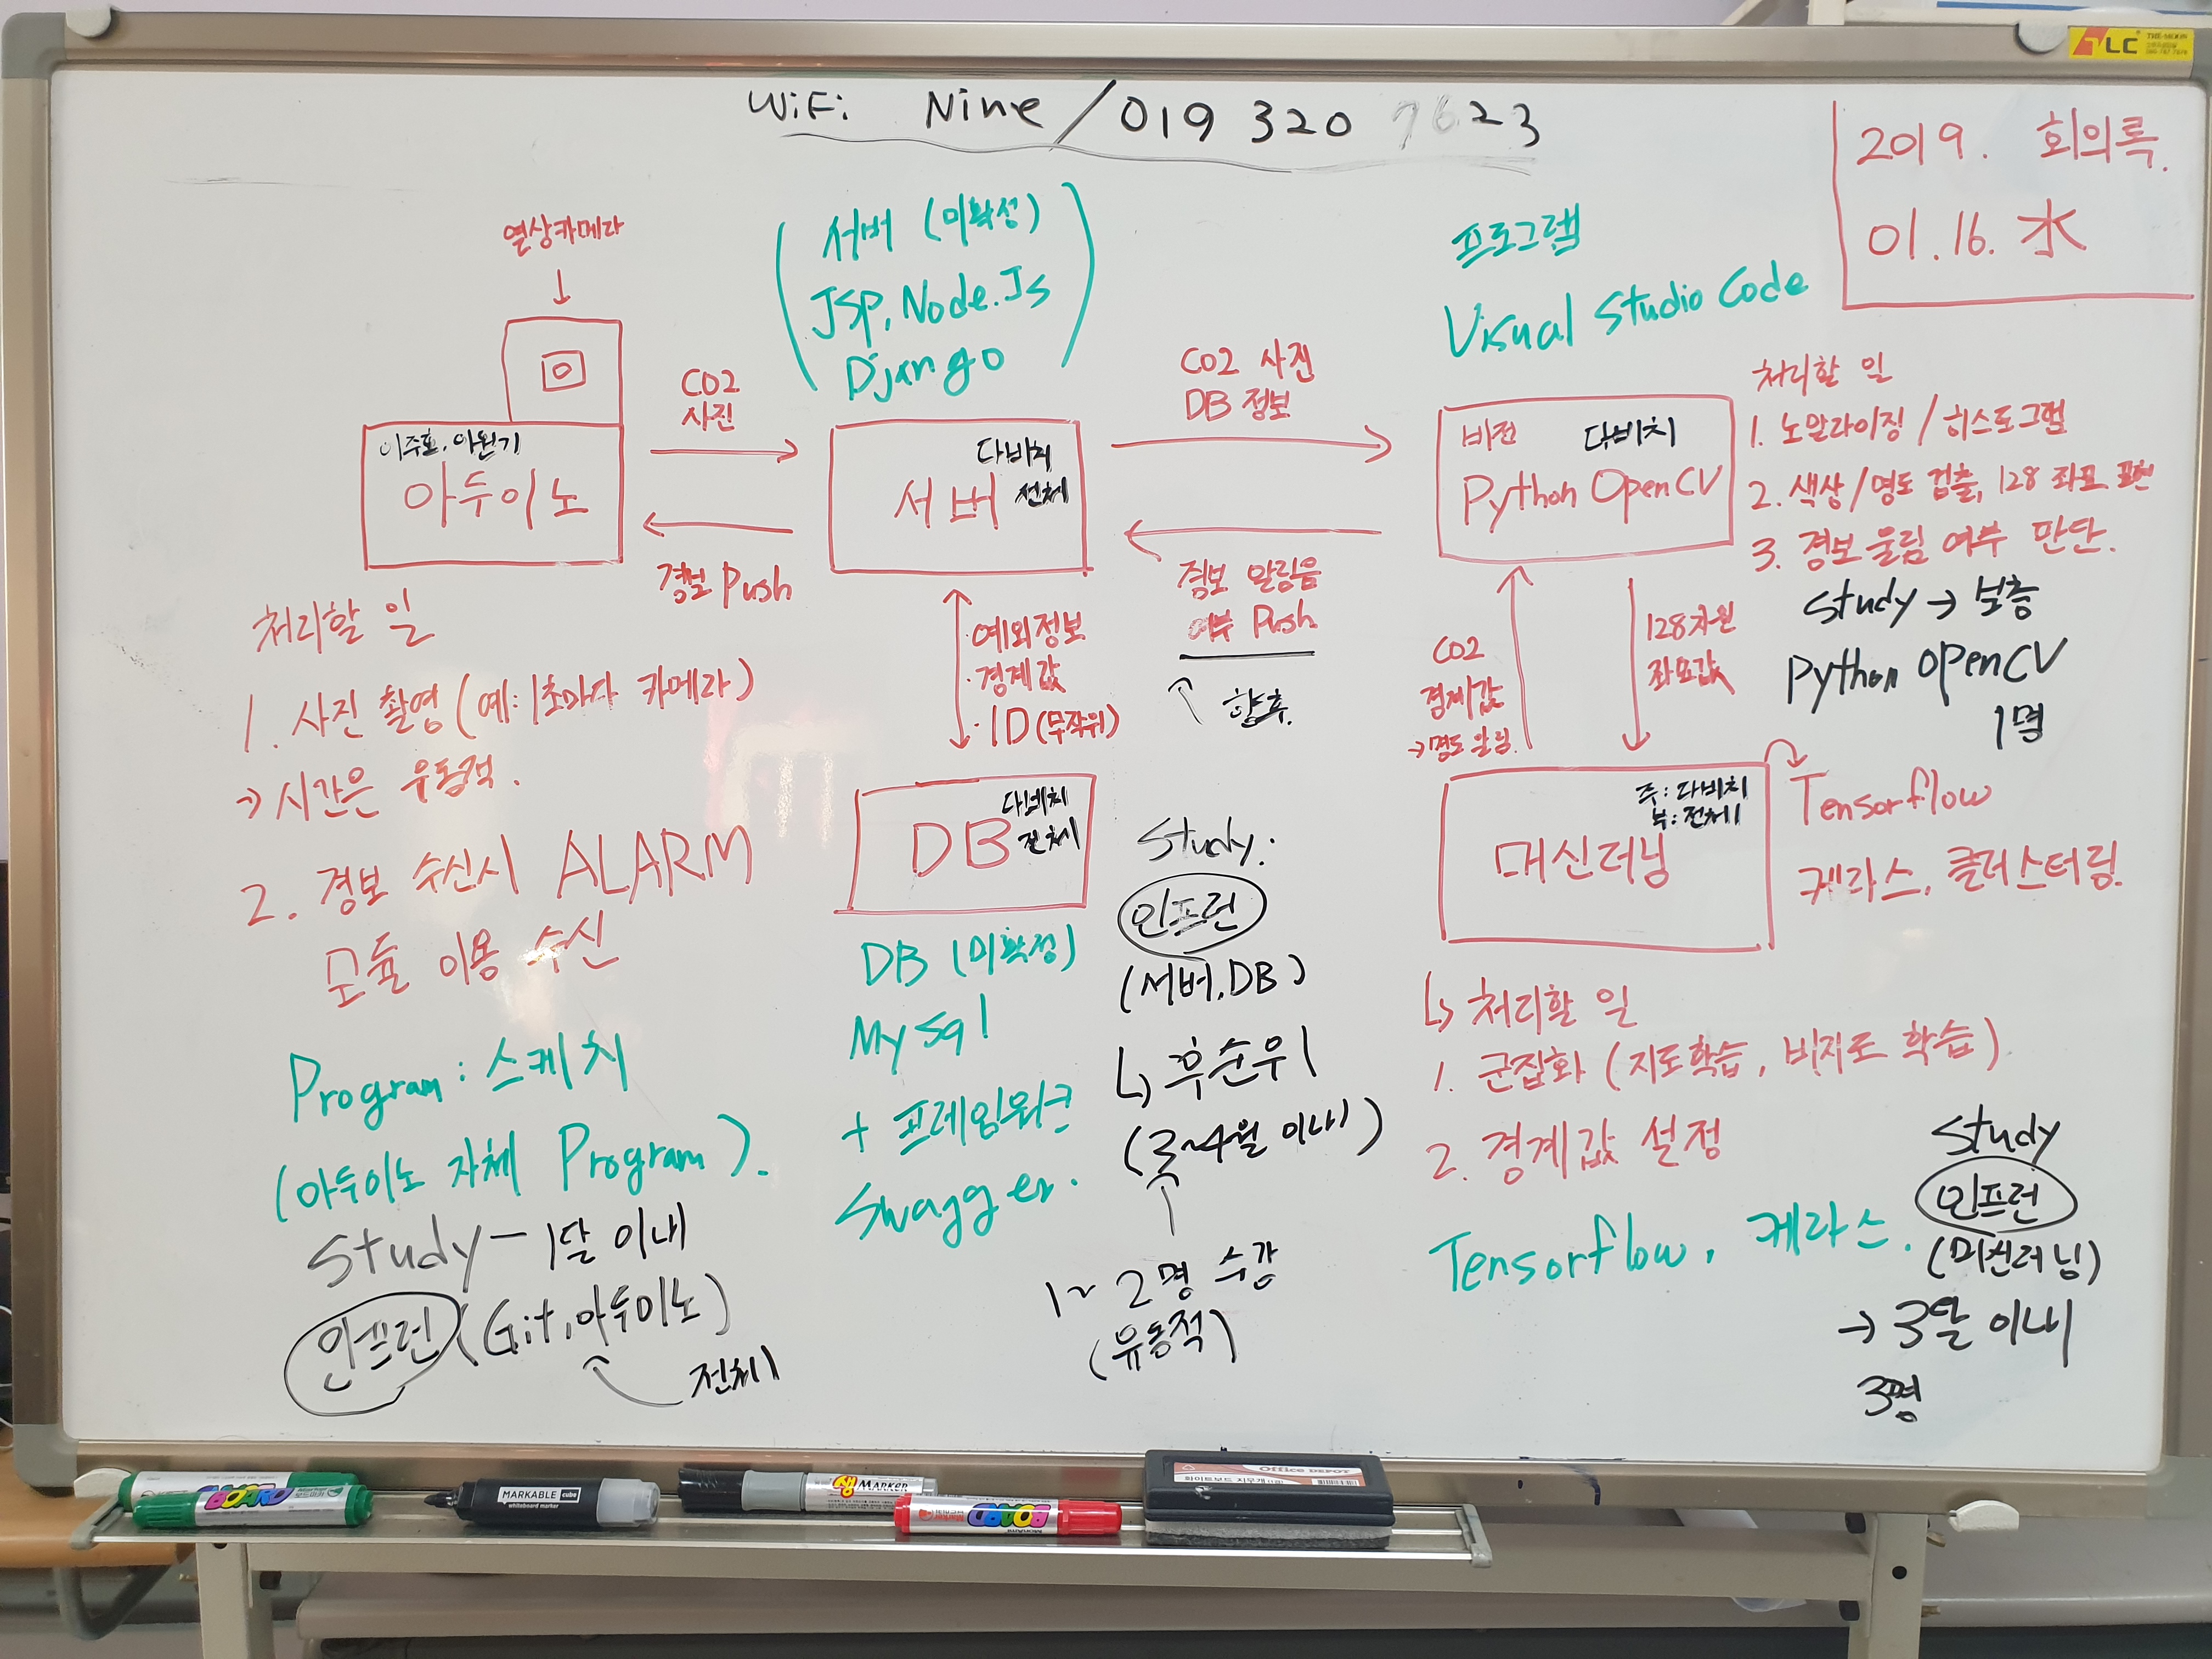 WiFi: Nine / 019 320 7623
2019. 회의록.
01.16. 水
열상카메라
서버 (미확정)
JSP, Node.Js
Django
프로그램
Visual Studio Code
CO2
사진
아두이노
경보 Push
다비치
전체
서버
CO2 사진
DB 정보
정보 알림음
여부 Push
향후
비전 다비치
Python OpenCV
처리할 일
1. 노말라이징 / 히스토그램
2. 색상/명도 검출, 128 좌표 표현
3. 경보 울림 여부 판단.
Study → 보충
Python OpenCV
1명
처리할 일
1. 사진 촬영 (예: 1초마다 카메라)
→ 시간은 유동적.
2. 경보 수신시 ALARM
모듈 이용 수신
Program: 스케치
(아두이노 자체 Program).
Study - 1달 이내
인프런 (Git, 아두이노)
전체
·예외정보
·경계값
·ID (무작위)
다비치
전체
DB
DB (미확정)
MySql
+ 프레임워크
Swagger.
Study:
인프런
(서버, DB)
↳ 후순위
(3~4월 이내)
1~2명 수강
(유동적)
CO2
경계값
→명도 알림.
128차원
좌표값
주: 다비치
부: 전체
머신러닝
Tensorflow
케라스, 클러스터링.
↳ 처리할 일
1. 군집화 (지도학습, 비지도 학습)
2. 경계값 설정
Tensorflow, 케라스.
Study
인프런
(머신러닝)
→ 3달 이내
3명
TLC
THE-MOON
BOARD
MARKABLE
whiteboard marker
생 MARKER
BOARD
Office DEPOT
화이트보드 지우개